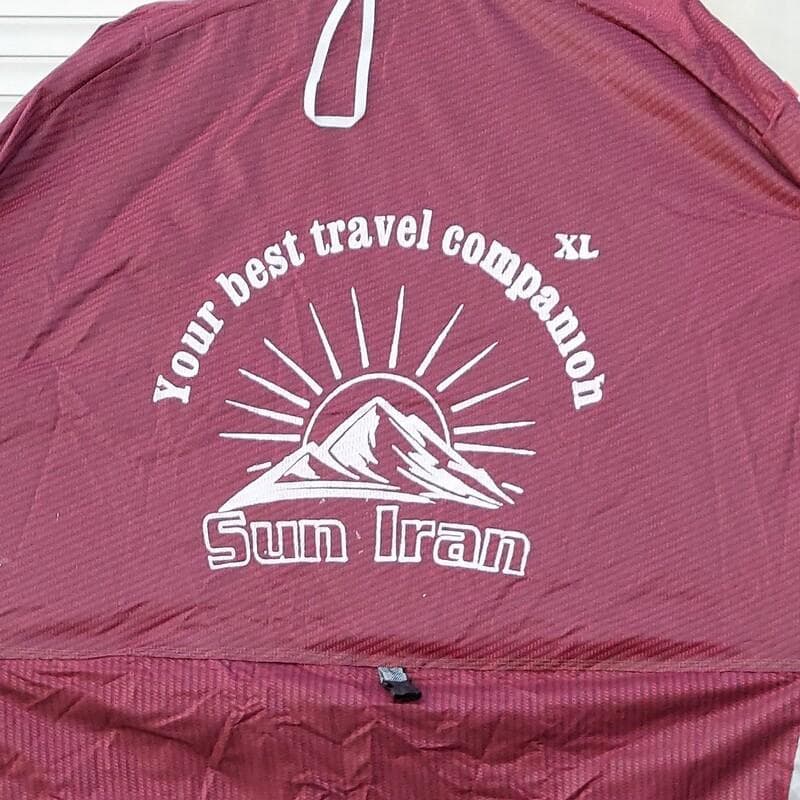 Your best travel companion
XL
Sun Iran